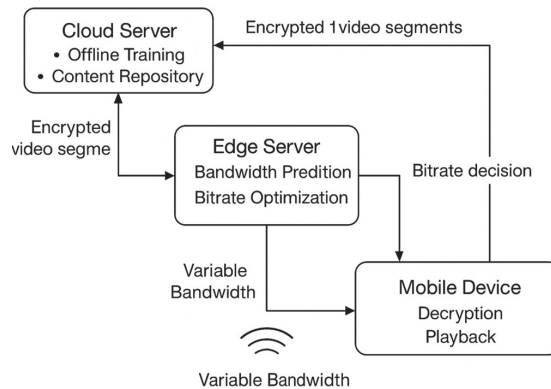 Cloud Server
• Offline Training
• Content Repository
Encrypted 1video segments
Encrypted
video segme
Edge Server
Bandwidth Predition
Bitrate Optimization
Bitrate decision
Variable
Bandwidth
Mobile Device
Decryption
Playback
Variable Bandwidth